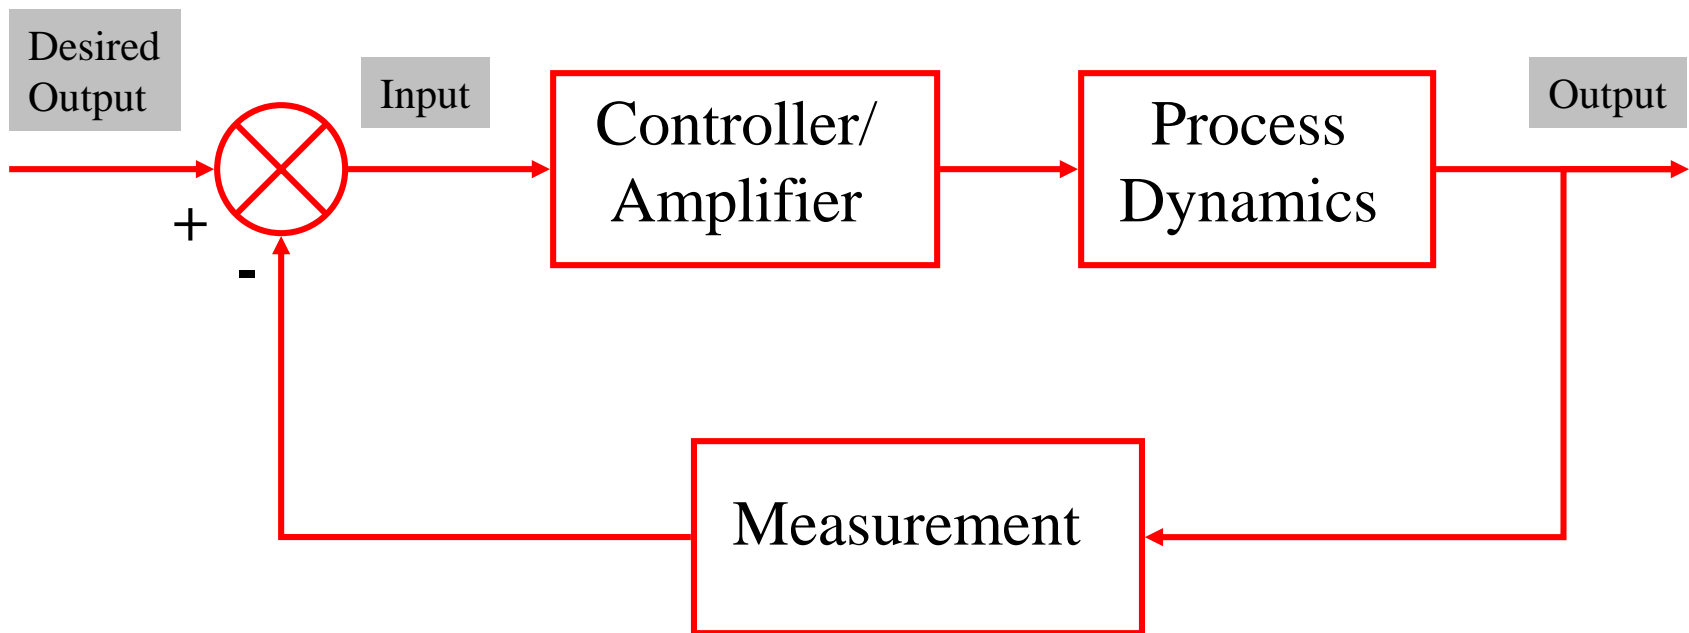 Desired
Output
Input
Controller/
Amplifier
Process
Dynamics
Output
+
-
Measurement